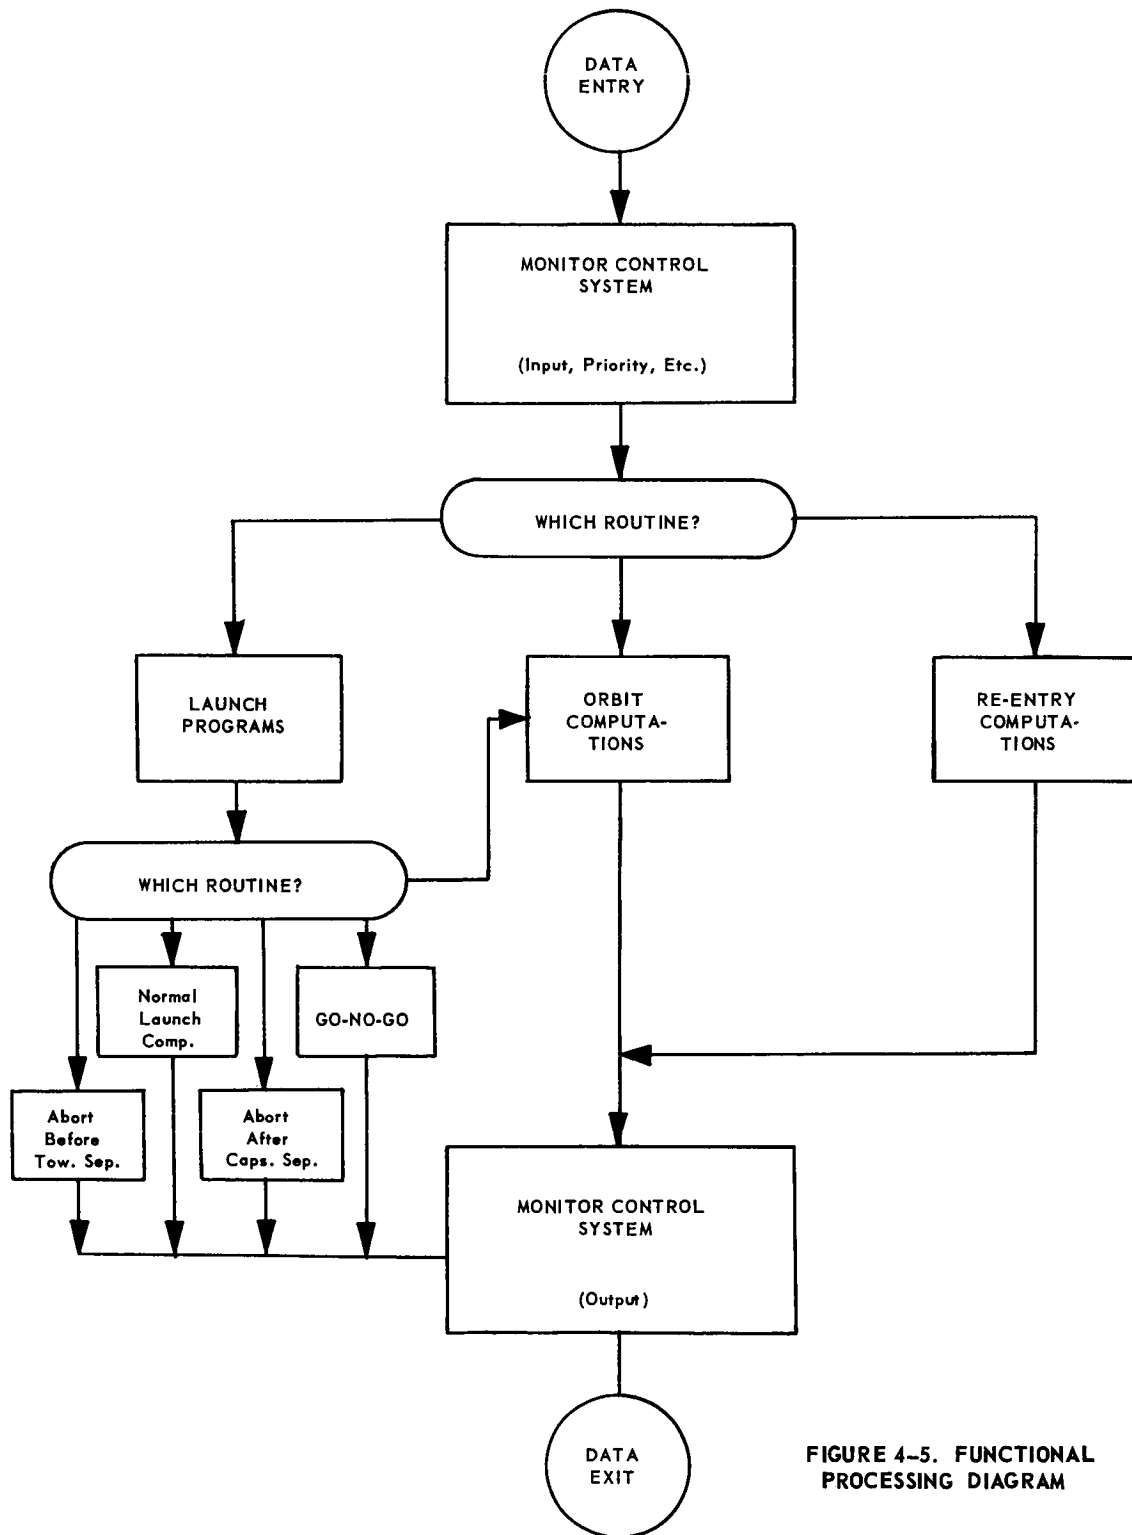 DATA
ENTRY
MONITOR CONTROL
SYSTEM
(Input, Priority, Etc.)
WHICH ROUTINE?
LAUNCH
PROGRAMS
ORBIT
COMPUTA-
TIONS
RE-ENTRY
COMPUTA-
TIONS
WHICH ROUTINE?
Normal
Launch
Comp.
GO-NO-GO
Abort
Before
Tow. Sep.
Abort
After
Caps. Sep.
MONITOR CONTROL
SYSTEM
(Output)
DATA
EXIT
FIGURE 4-5. FUNCTIONAL
PROCESSING DIAGRAM